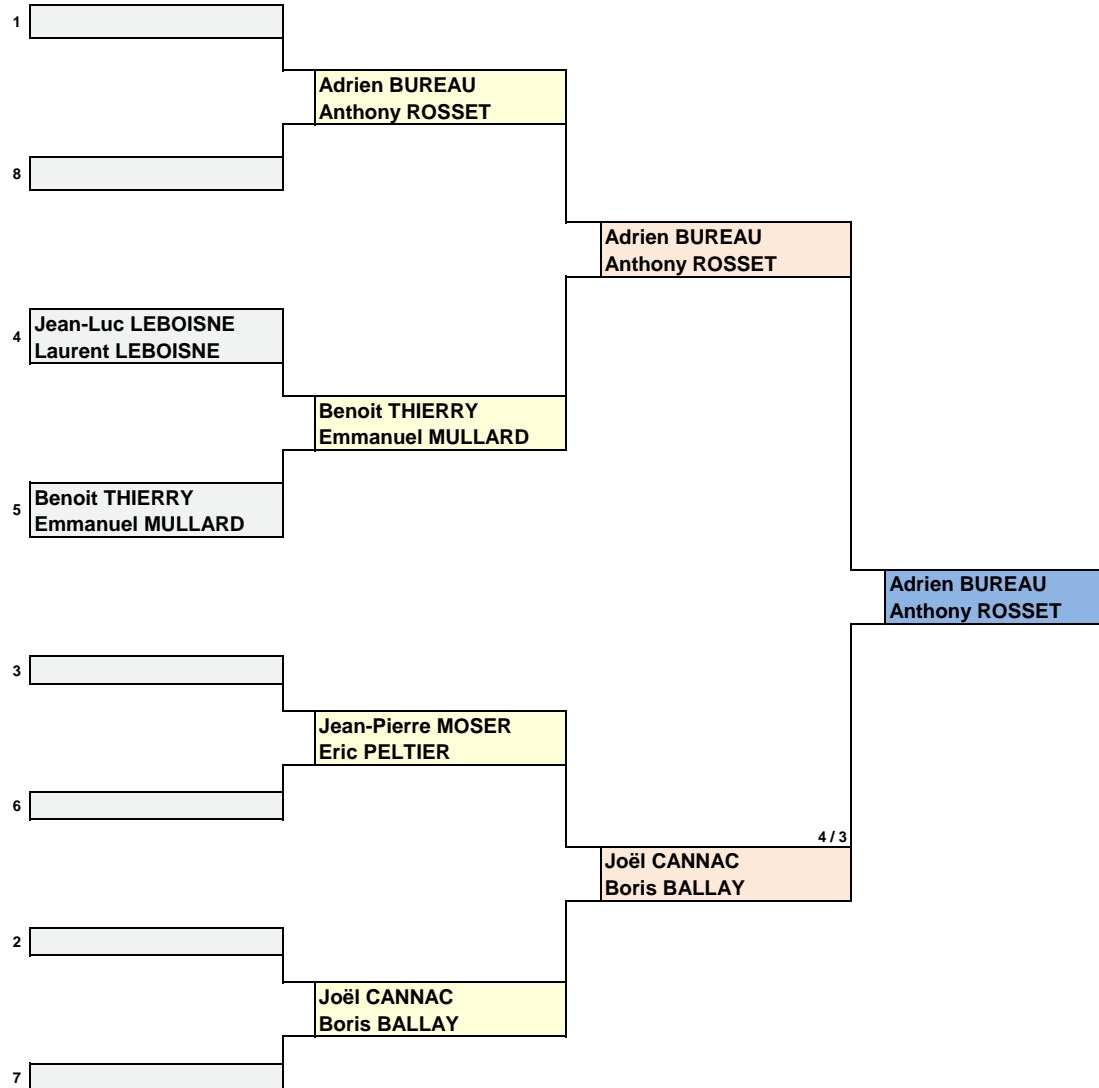 1
Adrien BUREAU
Anthony ROSSET
8
Adrien BUREAU
Anthony ROSSET
4
Jean-Luc LEBOISNE
Laurent LEBOISNE
Benoit THIERRY
Emmanuel MULLARD
5
Benoit THIERRY
Emmanuel MULLARD
Adrien BUREAU
Anthony ROSSET
3
Jean-Pierre MOSER
Eric PELTIER
6
4 / 3
Joël CANNAC
Boris BALLAY
2
Joël CANNAC
Boris BALLAY
7